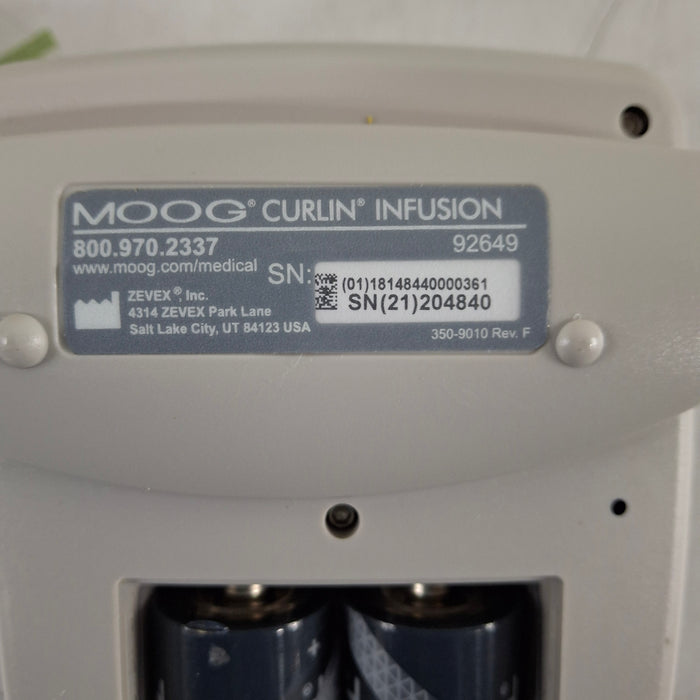 MOOG® CURLIN® INFUSION
800.970.2337
92649
www.moog.com/medical
SN:
(01)18148440000361
SN(21)204840
ZEVEX®, Inc.
4314 ZEVEX Park Lane
Salt Lake City, UT 84123 USA
350-9010 Rev. F